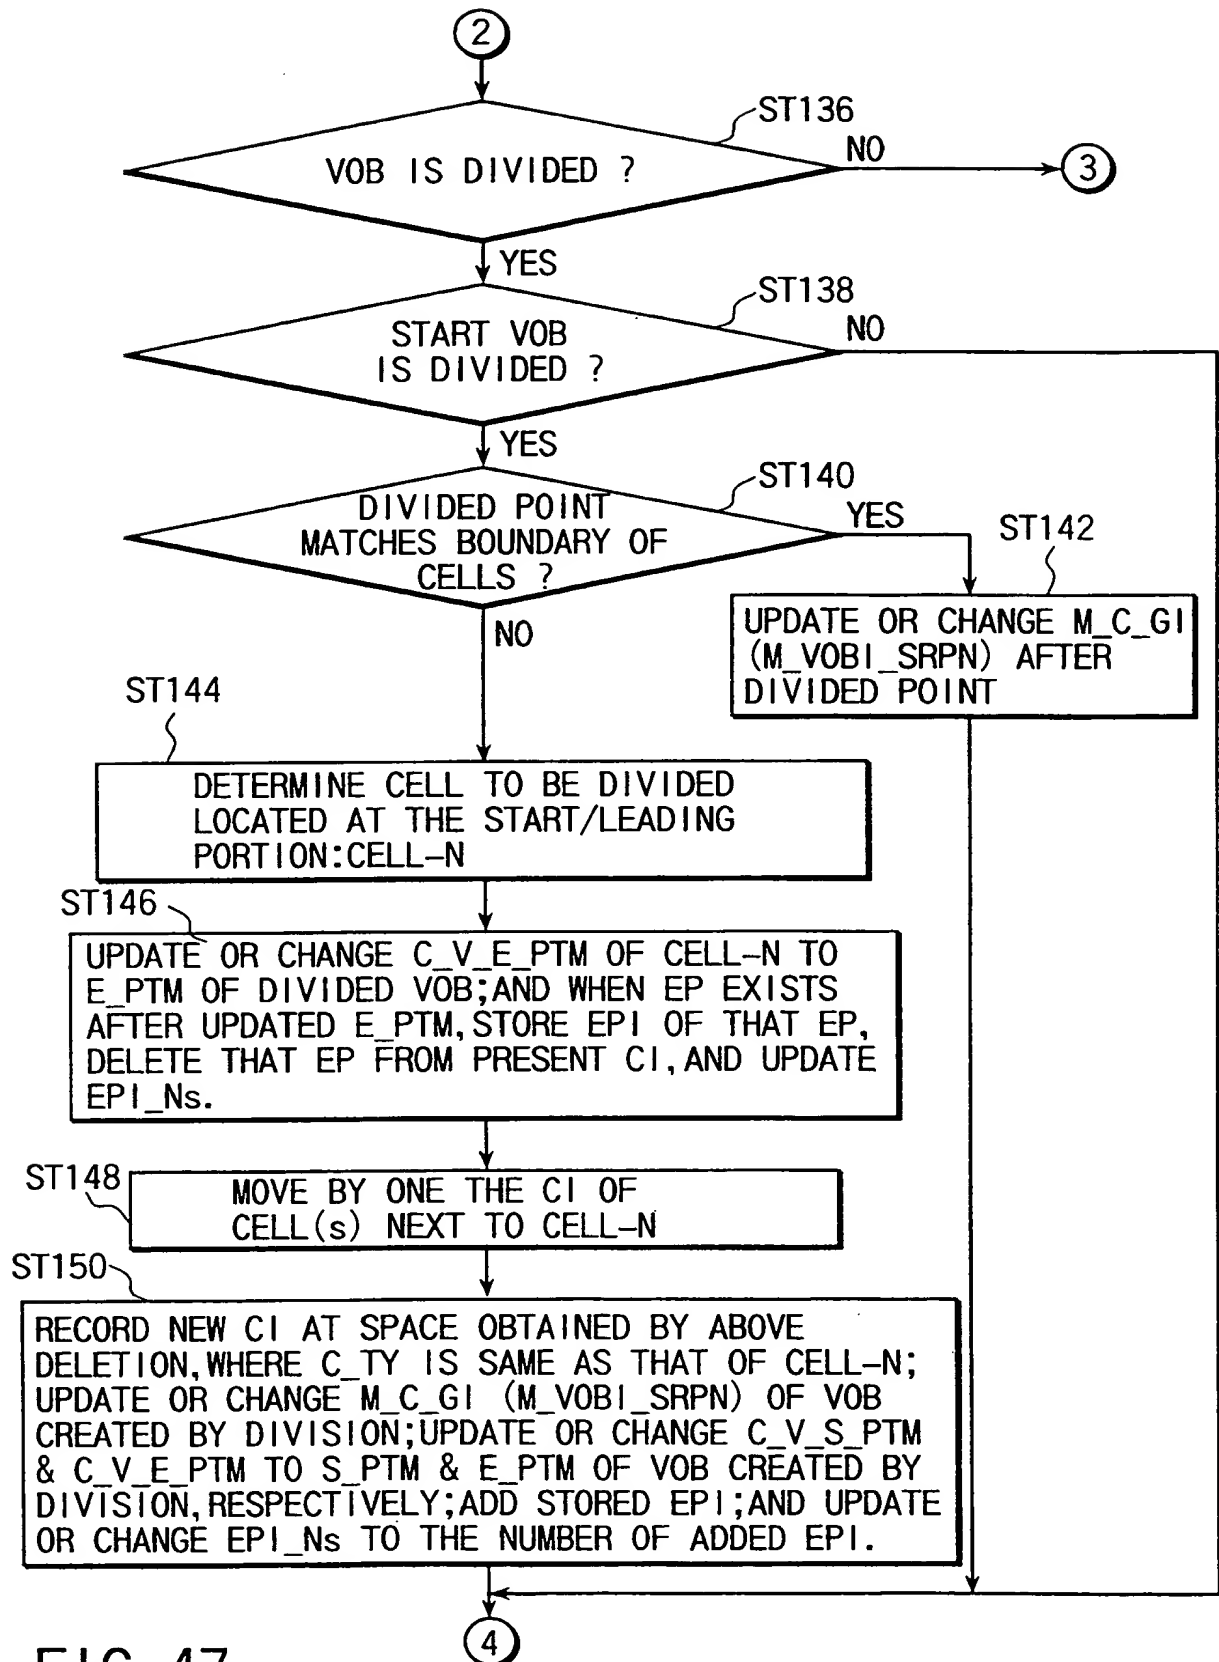 2
ST136
VOB IS DIVIDED ?
NO
3
YES
ST138
START VOB
IS DIVIDED ?
NO
YES
ST140
DIVIDED POINT
MATCHES BOUNDARY OF
CELLS ?
YES
ST142
NO
UPDATE OR CHANGE M_C_GI
(M_VOBI_SRPN) AFTER
DIVIDED POINT
ST144
DETERMINE CELL TO BE DIVIDED
LOCATED AT THE START/LEADING
PORTION:CELL-N
ST146
UPDATE OR CHANGE C_V_E_PTM OF CELL-N TO
E_PTM OF DIVIDED VOB;AND WHEN EP EXISTS
AFTER UPDATED E_PTM,STORE EPI OF THAT EP,
DELETE THAT EP FROM PRESENT CI,AND UPDATE
EPI_Ns.
ST148
MOVE BY ONE THE CI OF
CELL(s) NEXT TO CELL-N
ST150
RECORD NEW CI AT SPACE OBTAINED BY ABOVE
DELETION,WHERE C_TY IS SAME AS THAT OF CELL-N;
UPDATE OR CHANGE M_C_GI (M_VOBI_SRPN) OF VOB
CREATED BY DIVISION;UPDATE OR CHANGE C_V_S_PTM
& C_V_E_PTM TO S_PTM & E_PTM OF VOB CREATED BY
DIVISION,RESPECTIVELY;ADD STORED EPI;AND UPDATE
OR CHANGE EPI_Ns TO THE NUMBER OF ADDED EPI.
4
FIG. 47